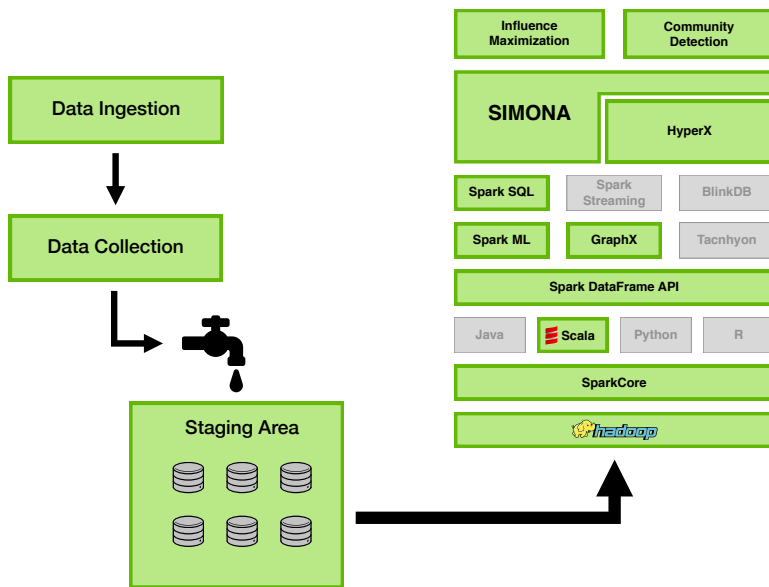 Influence
Maximization
Community
Detection
Data Ingestion
SIMONA
HyperX
Spark SQL
Spark
Streaming
BlinkDB
Data Collection
Spark ML
GraphX
Tacnhyon
Spark DataFrame API
Java
Scala
Python
R
SparkCore
Staging Area
hadoop